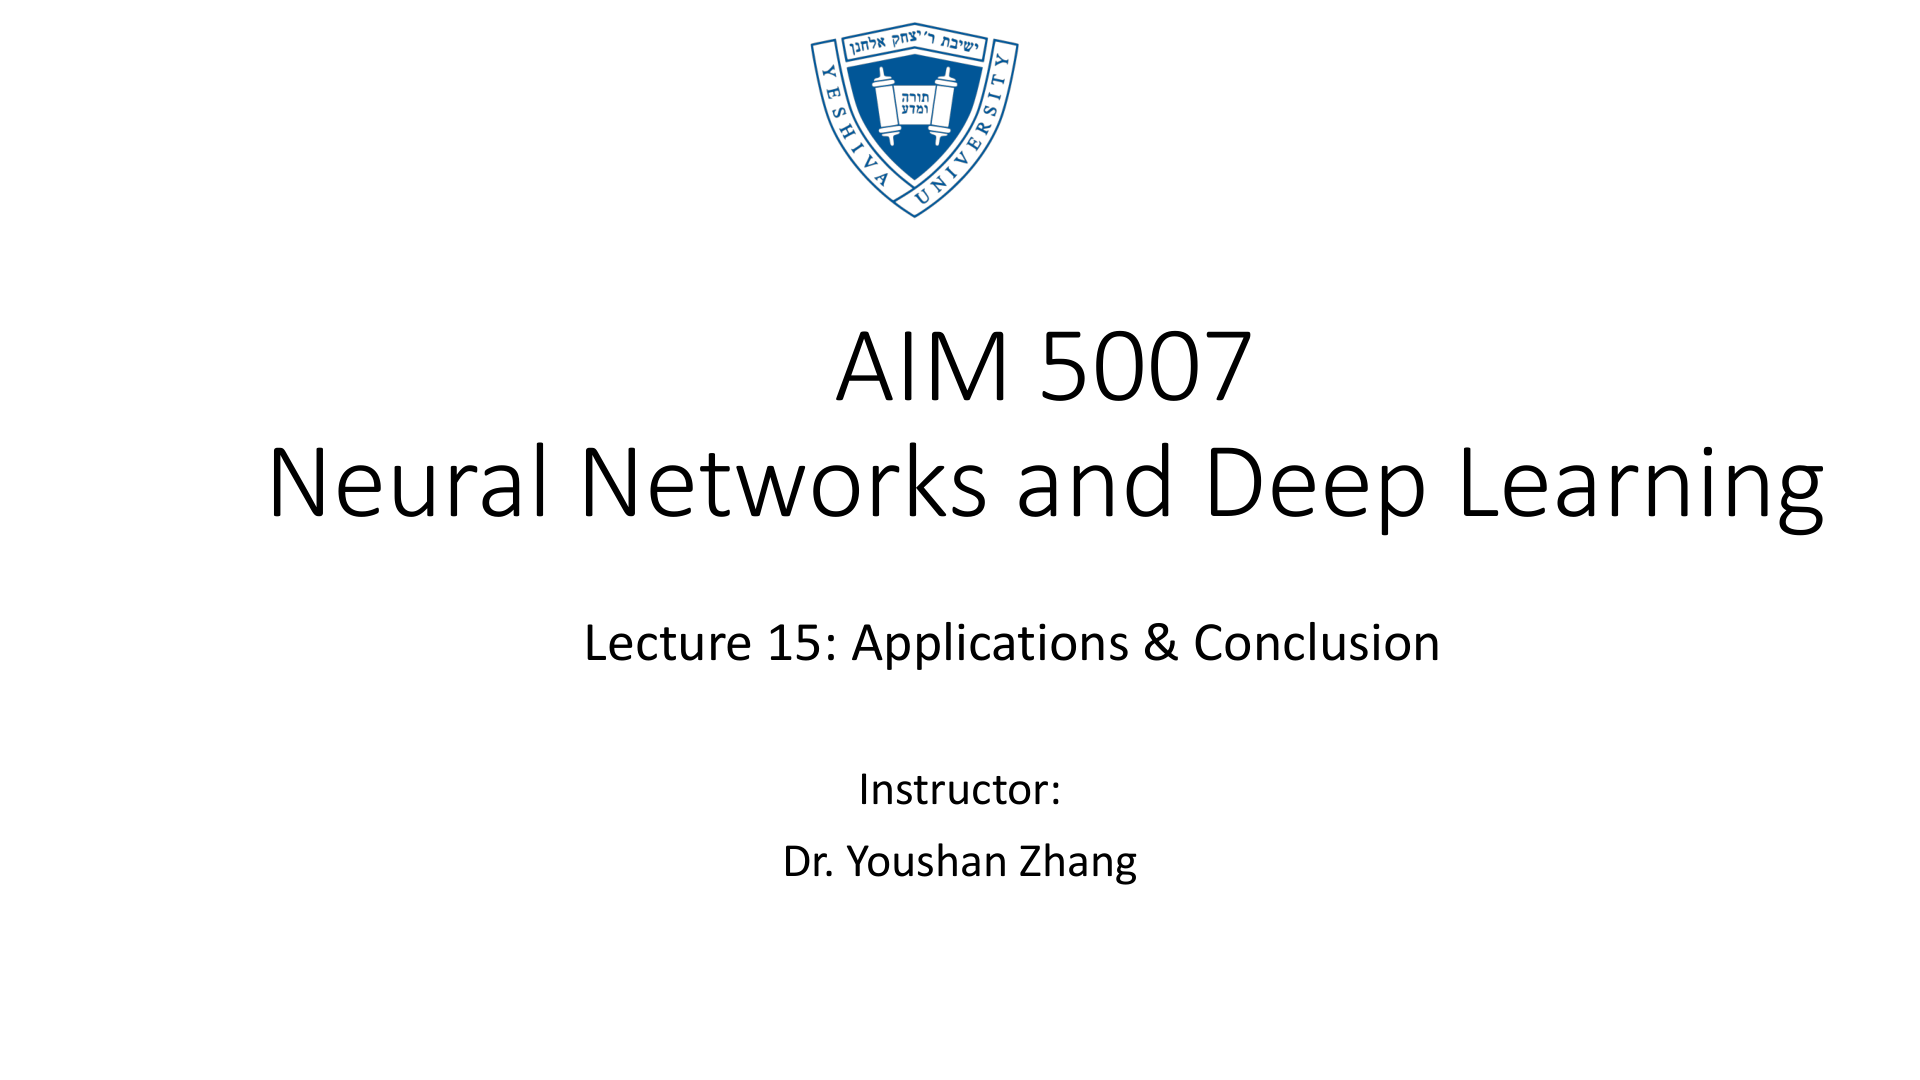 ישיבת ר׳ יצחק אלחנן
YESHIVA UNIVERSITY
תורה
ומדע
AIM 5007
Neural Networks and Deep Learning
Lecture 15: Applications & Conclusion
Instructor:
Dr. Youshan Zhang